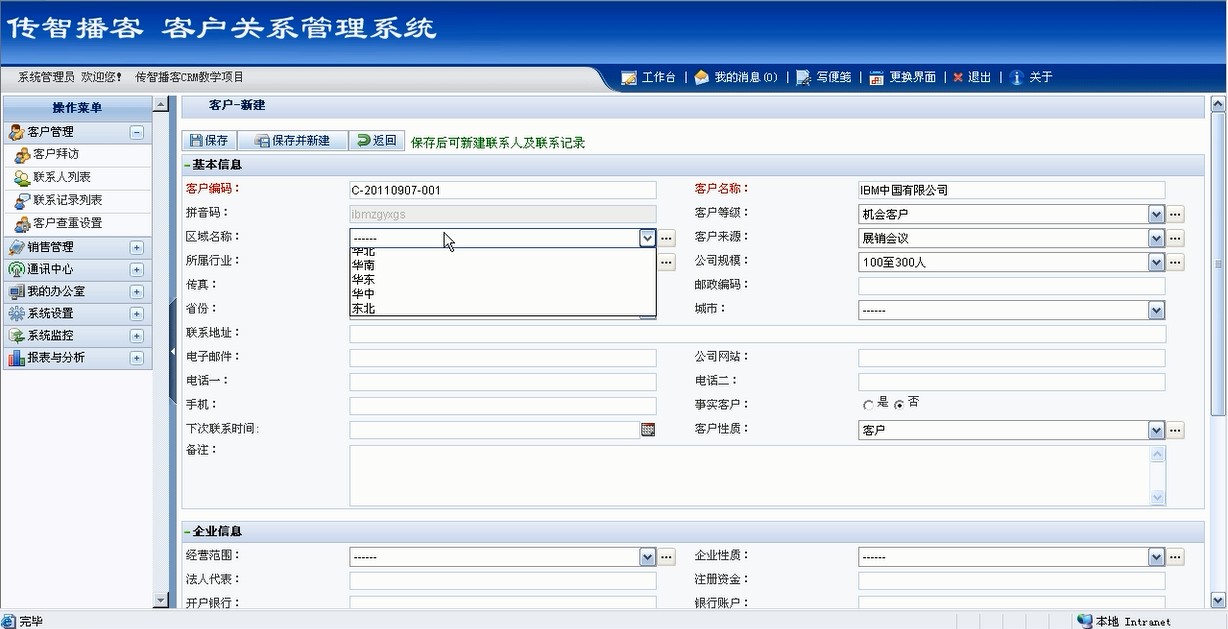 传智播客 客户关系管理系统
系统管理员 欢迎您! 传智播客CRM教学项目 工作台 | 我的消息(0) | 写便笺 | 更换界面 | 退出 | 关于
操作菜单
客户管理
客户拜访
联系人列表
联系记录列表
客户查重设置
销售管理
通讯中心
我的办公室
系统设置
系统监控
报表与分析
客户-新建
保存 保存并新建 返回 保存后可新建联系人及联系记录
基本信息
客户编码: C-20110907-001 客户名称: IBM中国有限公司
拼音码: ibmzgyxgs 客户等级: 机会客户 ...
区域名称: ------ ... 客户来源: 展销会议 ...
华北
华南
华东
华中
东北
所属行业: ... 公司规模: 100至300人 ...
传真: 邮政编码:
省份: 城市: ------
联系地址:
电子邮件: 公司网站:
电话一: 电话二:
手机: 事实客户: 是 否
下次联系时间: 客户性质: 客户 ...
备注:
企业信息
经营范围: ------ ... 企业性质: ------ ...
法人代表: 注册资金:
开户银行: 银行账户:
完毕 本地 Intranet